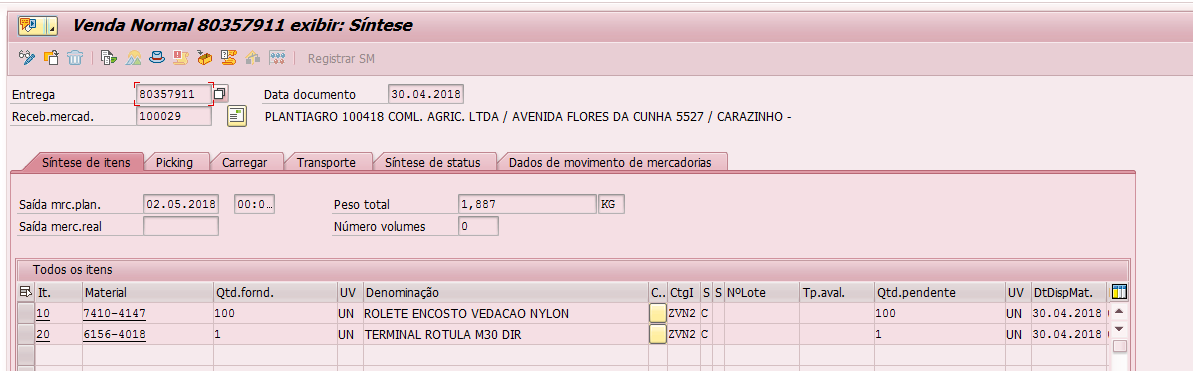 Venda Normal 80357911 exibir: Síntese
Registrar SM
Entrega 80357911 Data documento 30.04.2018
Receb.mercad. 100029 PLANTIAGRO 100418 COML. AGRIC. LTDA / AVENIDA FLORES DA CUNHA 5527 / CARAZINHO -
Síntese de itens Picking Carregar Transporte Síntese de status Dados de movimento de mercadorias
Saída mrc.plan. 02.05.2018 00:0… Peso total 1,887 KG
Saída merc.real Número volumes 0
Todos os itens
It. Material Qtd.fornd. UV Denominação C.. CtgI S S NºLote Tp.aval. Qtd.pendente UV DtDispMat.
10 7410-4147 100 UN ROLETE ENCOSTO VEDACAO NYLON ZVN2 C 100 UN 30.04.2018
20 6156-4018 1 UN TERMINAL ROTULA M30 DIR ZVN2 C 1 UN 30.04.2018